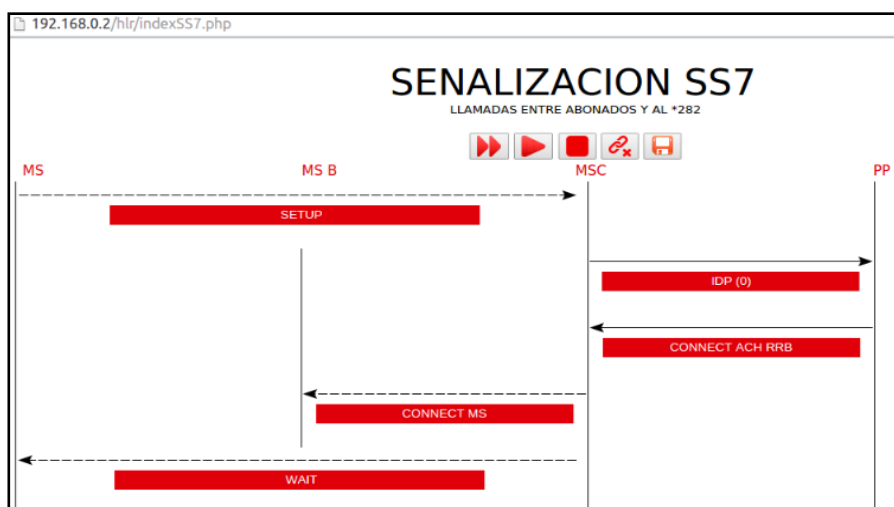 192.168.0.2/hlr/indexSS7.php
SENALIZACION SS7
LLAMADAS ENTRE ABONADOS Y AL *282
MS MS B MSC PP
SETUP
IDP (0)
CONNECT ACH RRB
CONNECT MS
WAIT